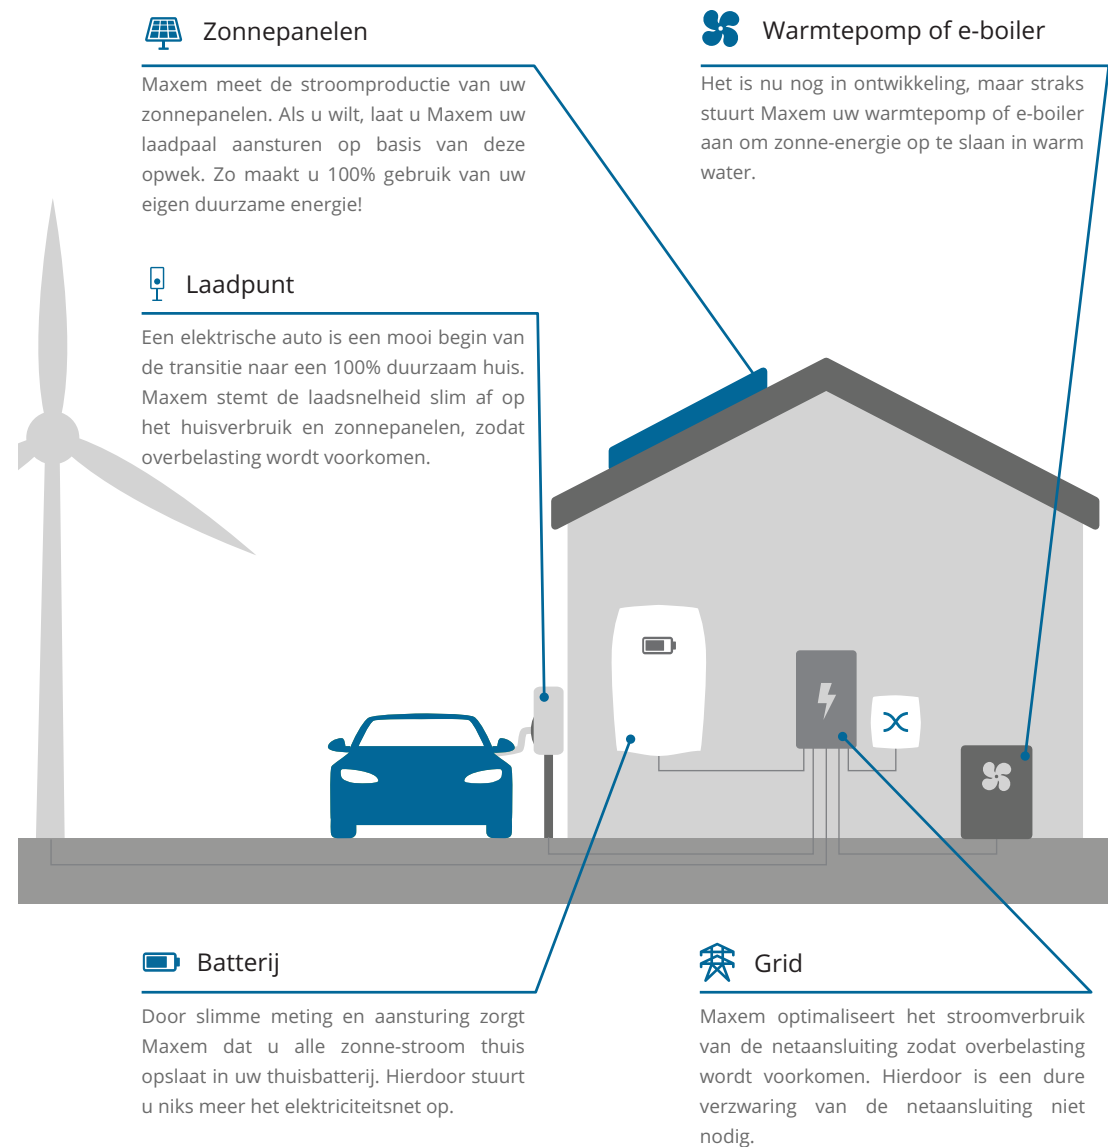 Zonnepanelen
Maxem meet de stroomproductie van uw
zonnepanelen. Als u wilt, laat u Maxem uw
laadpaal aansturen op basis van deze
opwek. Zo maakt u 100% gebruik van uw
eigen duurzame energie!
Warmtepomp of e-boiler
Het is nu nog in ontwikkeling, maar straks
stuurt Maxem uw warmtepomp of e-boiler
aan om zonne-energie op te slaan in warm
water.
Laadpunt
Een elektrische auto is een mooi begin van
de transitie naar een 100% duurzaam huis.
Maxem stemt de laadsnelheid slim af op
het huisverbruik en zonnepanelen, zodat
overbelasting wordt voorkomen.
Batterij
Door slimme meting en aansturing zorgt
Maxem dat u alle zonne-stroom thuis
opslaat in uw thuisbatterij. Hierdoor stuurt
u niks meer het elektriciteitsnet op.
Grid
Maxem optimaliseert het stroomverbruik
van de netaansluiting zodat overbelasting
wordt voorkomen. Hierdoor is een dure
verzwaring van de netaansluiting niet
nodig.